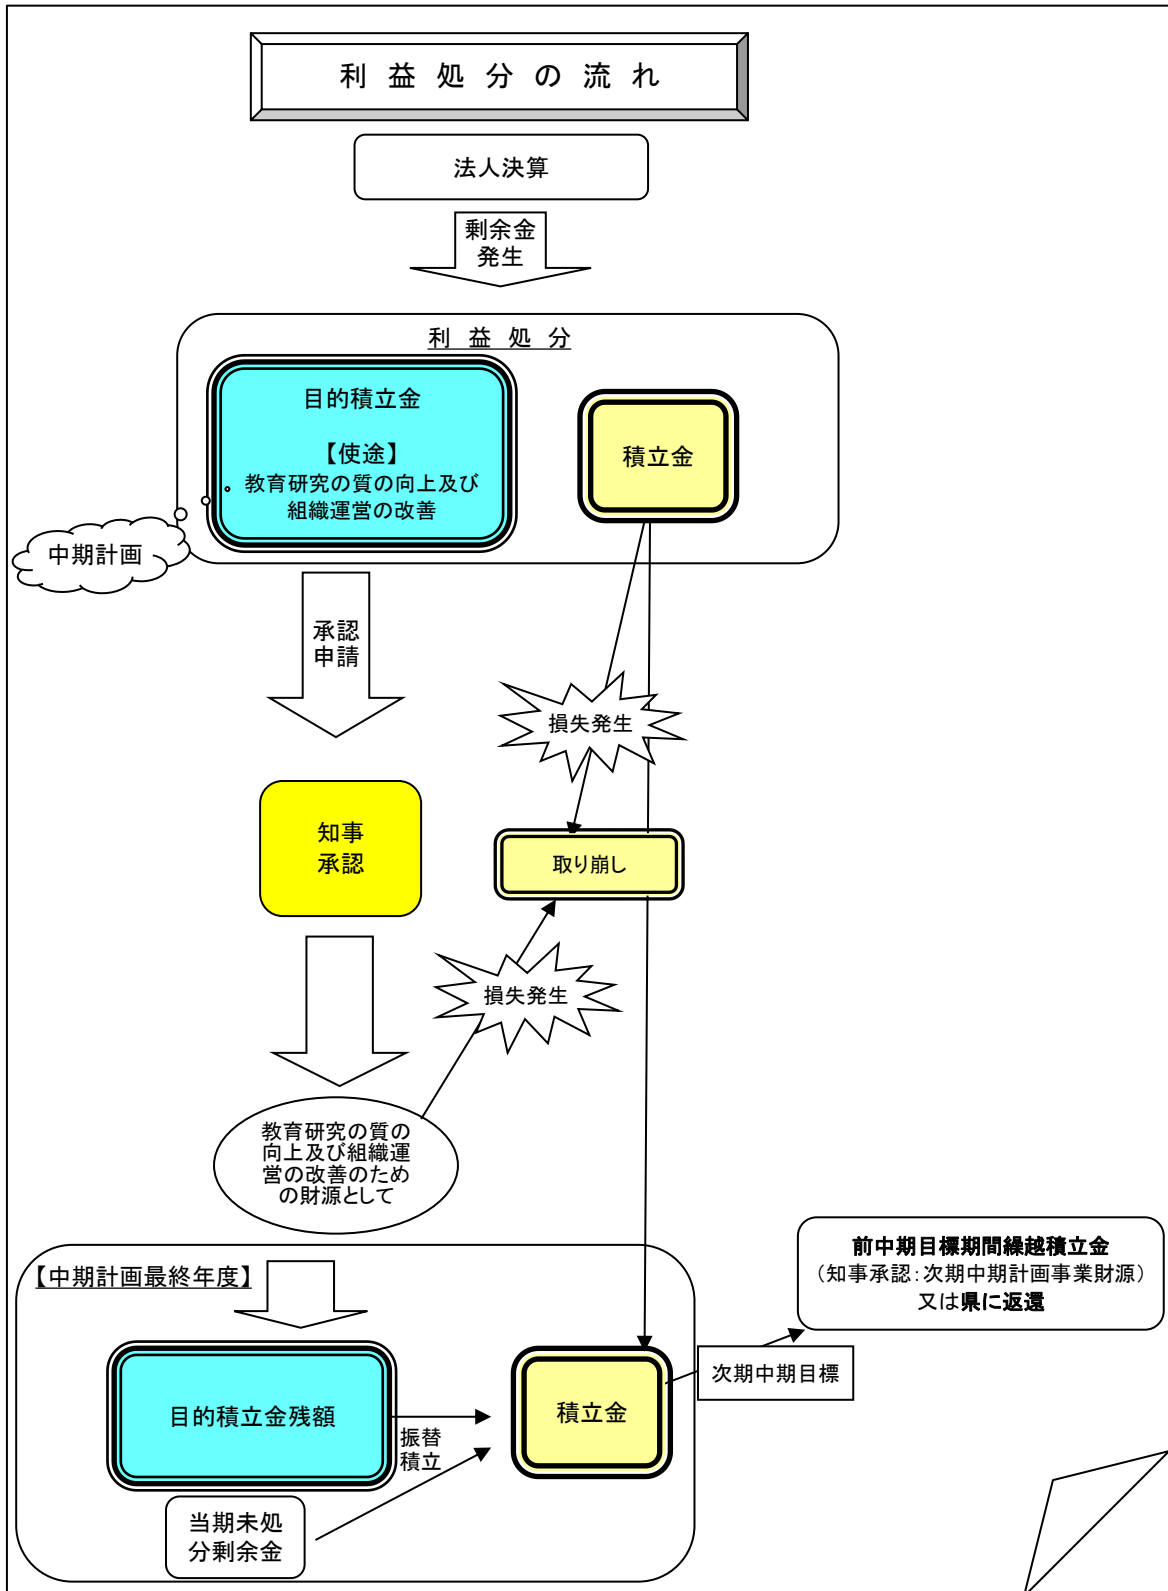 利益処分の流れ
法人決算
剰余金
発生
利益処分
目的積立金
【使途】
。教育研究の質の向上及び
組織運営の改善
積立金
中期計画
承認
申請
損失発生
知事
承認
取り崩し
損失発生
教育研究の質の
向上及び組織運
営の改善のため
の財源として
【中期計画最終年度】
前中期目標期間繰越積立金
（知事承認：次期中期計画事業財源）
又は県に返還
次期中期目標
目的積立金残額
振替
積立
積立金
当期未処
分剰余金